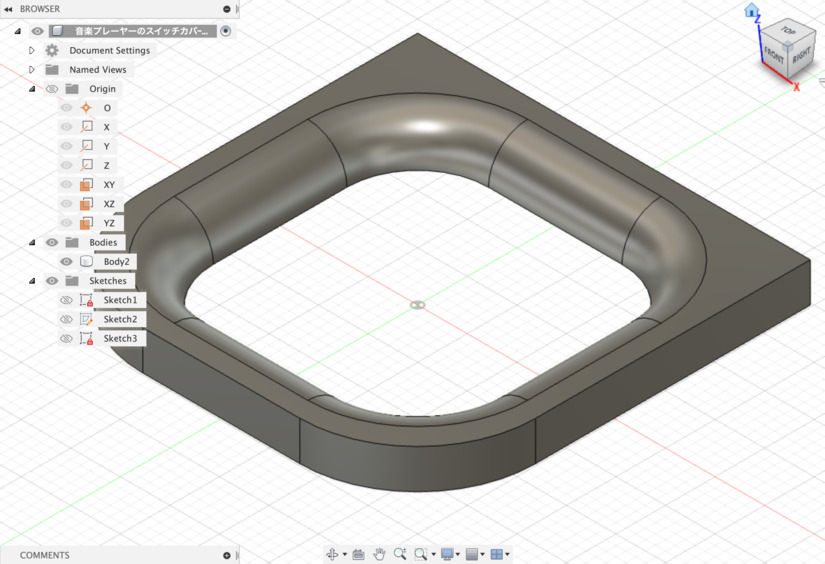 BROWSER
音楽プレーヤーのスイッチカバー...
Document Settings
Named Views
Origin
O
X
Y
Z
XY
XZ
YZ
Bodies
Body2
Sketches
Sketch1
Sketch2
Sketch3
COMMENTS
Z
TOP
FRONT
RIGHT
X